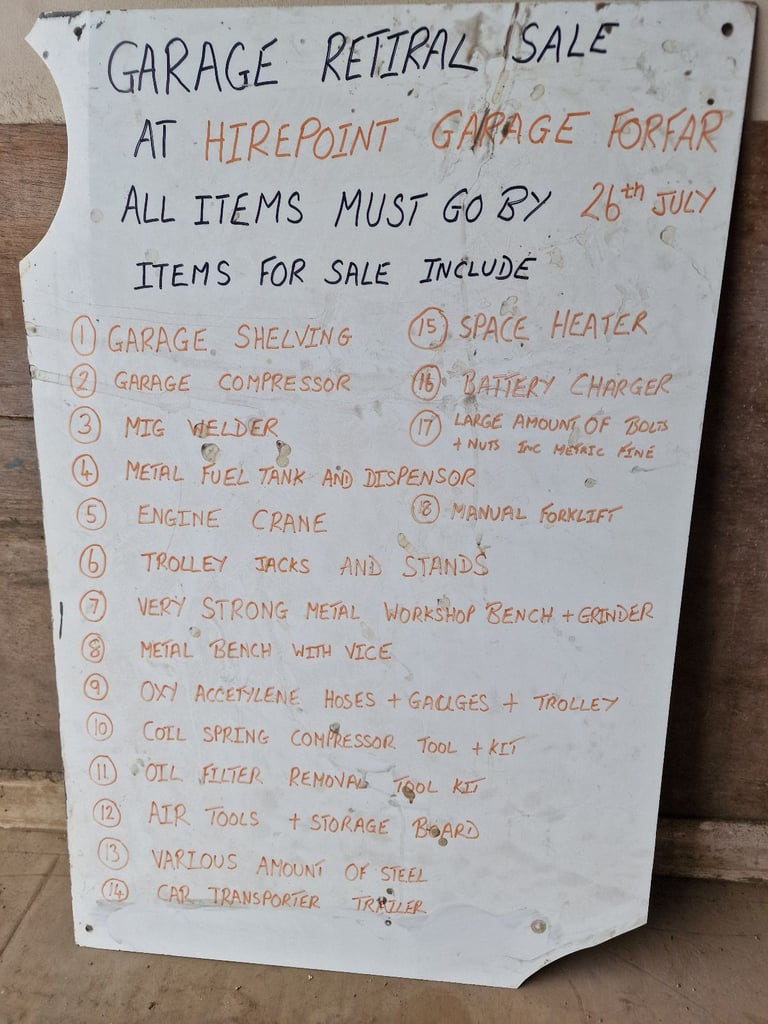 GARAGE RETIRAL SALE
AT HIREPOINT GARAGE FORFAR
ALL ITEMS MUST GO BY 26th JULY
ITEMS FOR SALE INCLUDE
1 GARAGE SHELVING
2 GARAGE COMPRESSOR
3 MIG WELDER
4 METAL FUEL TANK AND DISPENSOR
5 ENGINE CRANE
6 TROLLEY JACKS AND STANDS
7 VERY STRONG METAL WORKSHOP BENCH + GRINDER
8 METAL BENCH WITH VICE
9 OXY ACCETYLENE HOSES + GAUGES + TROLLEY
10 COIL SPRING COMPRESSOR TOOL + KIT
11 OIL FILTER REMOVAL TOOL KIT
12 AIR TOOLS + STORAGE BOARD
13 VARIOUS AMOUNT OF STEEL
14 CAR TRANSPORTER TRAILER
15 SPACE HEATER
16 BATTERY CHARGER
17 LARGE AMOUNT OF BOLTS
+ NUTS INC METRIC FINE
18 MANUAL FORKLIFT